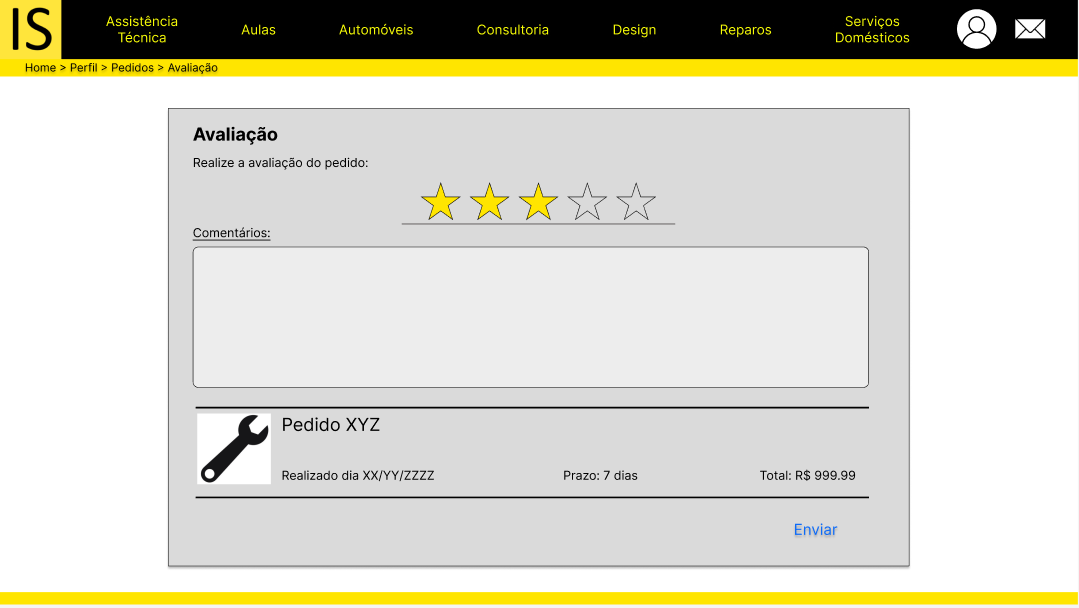 IS
Assistência
Técnica
Aulas
Automóveis
Consultoria
Design
Reparos
Serviços
Domésticos
Home > Perfil > Pedidos > Avaliação
Avaliação
Realize a avaliação do pedido:
Comentários:
Pedido XYZ
Realizado dia XX/YY/ZZZZ
Prazo: 7 dias
Total: R$ 999.99
Enviar